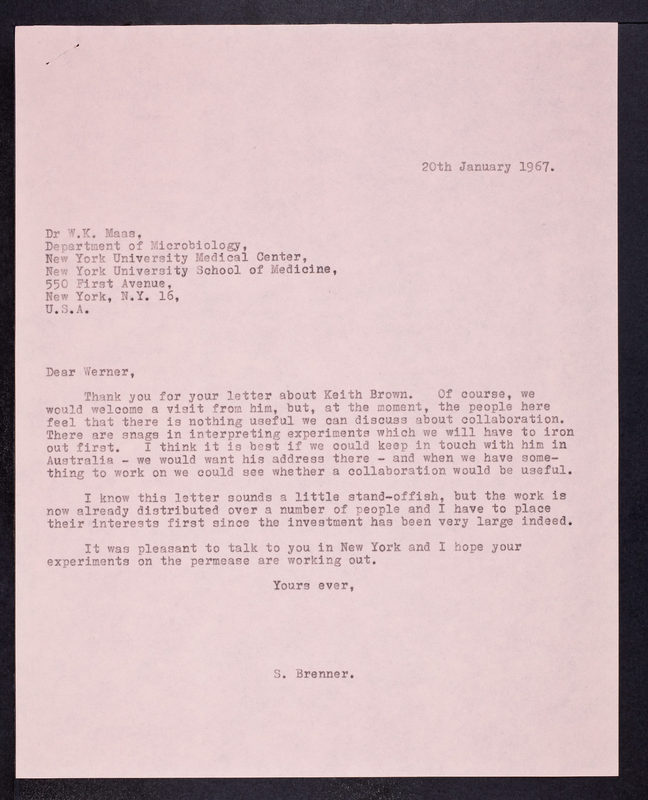 20th January 1967.
Dr W.K. Maas,
Department of Microbiology,
New York University Medical Center,
New York University School of Medicine,
550 First Avenue,
New York, N.Y. 16,
U.S.A.
Dear Werner,
Thank you for your letter about Keith Brown. Of course, we
would welcome a visit from him, but, at the moment, the people here
feel that there is nothing useful we can discuss about collaboration.
There are snags in interpreting experiments which we will have to iron
out first. I think it is best if we could keep in touch with him in
Australia - we would want his address there - and when we have some-
thing to work on we could see whether a collaboration would be useful.
I know this letter sounds a little stand-offish, but the work is
now already distributed over a number of people and I have to place
their interests first since the investment has been very large indeed.
It was pleasant to talk to you in New York and I hope your
experiments on the permease are working out.
Yours ever,
S. Brenner.